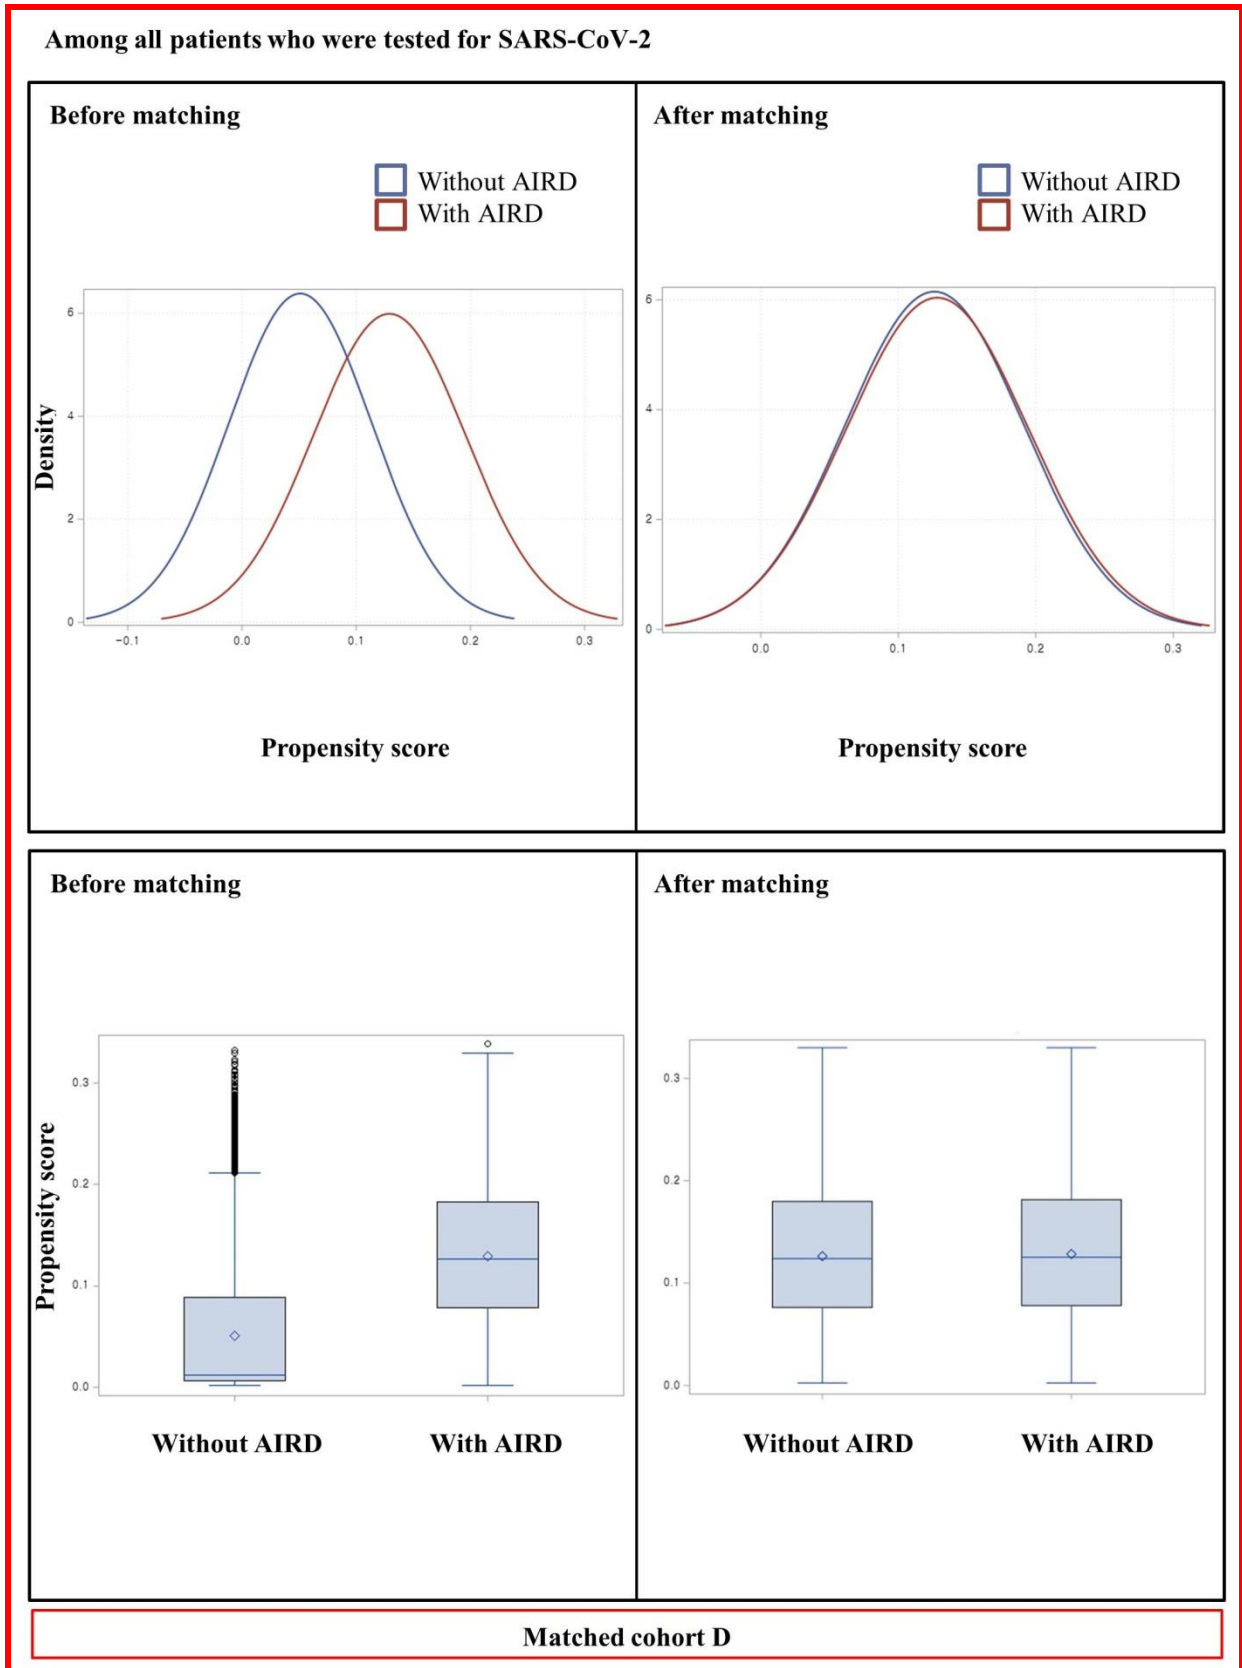 Among all patients who were tested for SARS-CoV-2
Before matching
Without AIRD
With AIRD
Density
6
4
2
0
−0.1
0.0
0.1
0.2
0.3
Propensity score
After matching
Without AIRD
With AIRD
6
4
2
0
0.0
0.1
0.2
0.3
Propensity score
Before matching
Propensity score
0.3
0.2
0.1
0.0
Without AIRD
With AIRD
After matching
0.3
0.2
0.1
0.0
Without AIRD
With AIRD
Matched cohort D